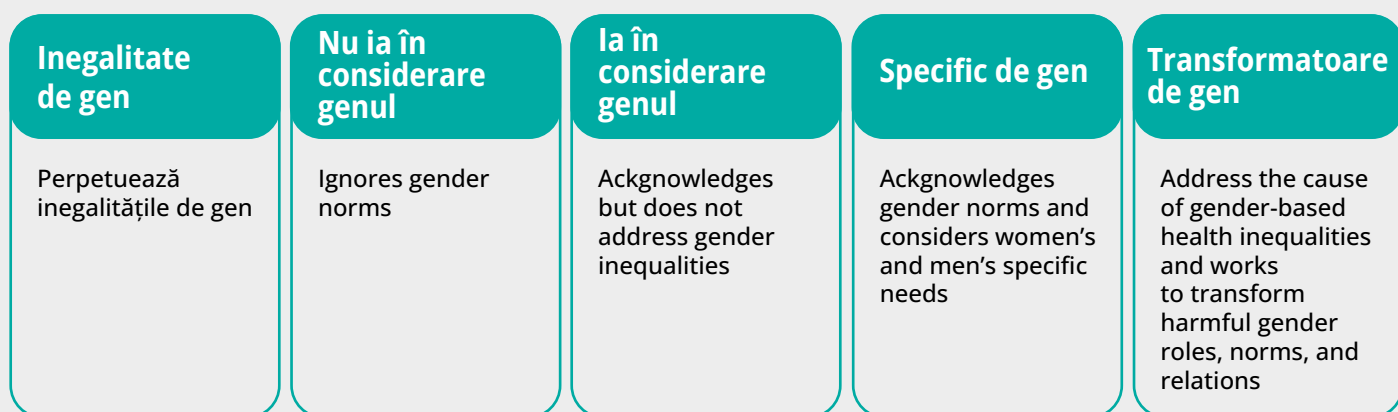 Inegalitate
de gen
Perpetuează
inegalitățile de gen
Nu ia în
considerare
genul
Ignores gender
norms
Ia în
considerare
genul
Ackgnowledges
but does not
address gender
inequalities
Specific de gen
Ackgnowledges
gender norms and
considers women’s
and men’s specific
needs
Transformatoare
de gen
Address the cause
of gender-based
health inequalities
and works
to transform
harmful gender
roles, norms, and
relations